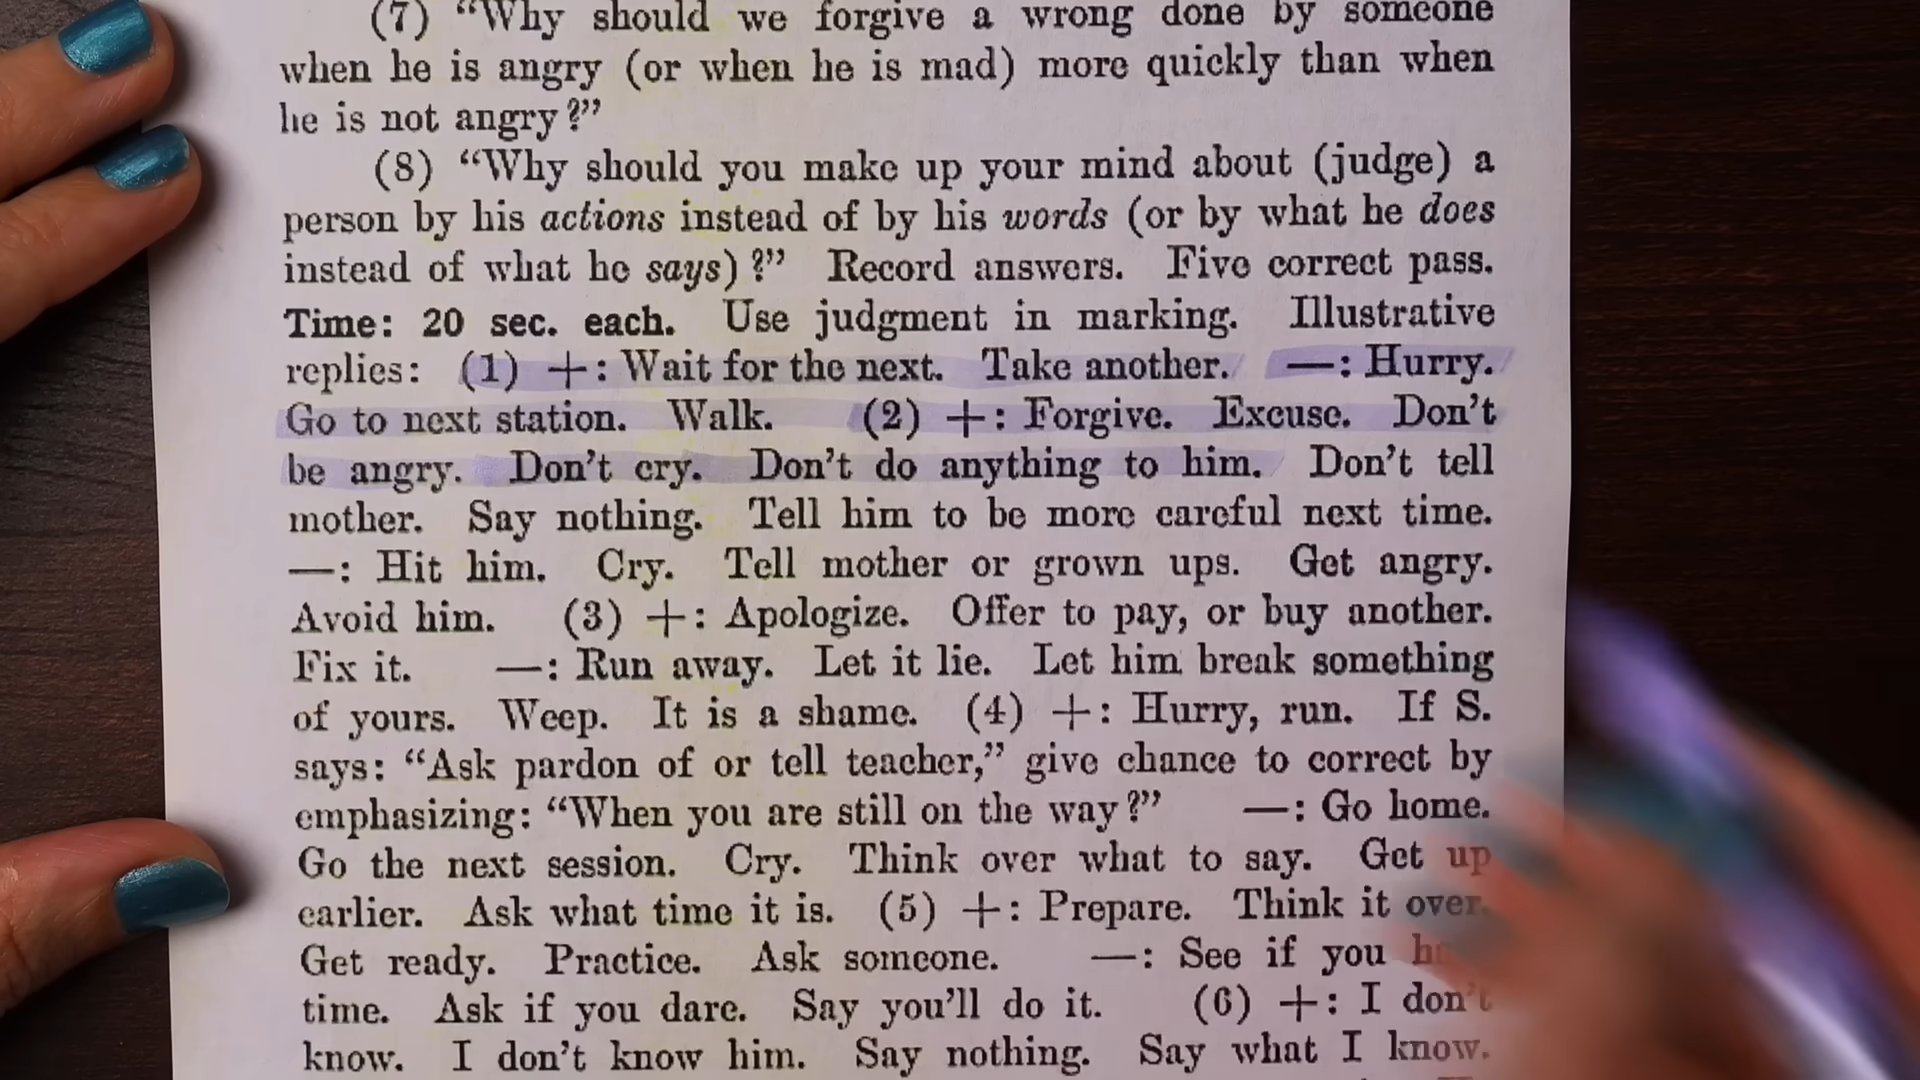 (7) “Why should we forgive a wrong done by someone
when he is angry (or when he is mad) more quickly than when
he is not angry?”
(8) “Why should you make up your mind about (judge) a
person by his actions instead of by his words (or by what he does
instead of what he says)?” Record answers. Five correct pass.
Time: 20 sec. each. Use judgment in marking. Illustrative
replies: (1) +: Wait for the next. Take another. —: Hurry.
Go to next station. Walk. (2) +: Forgive. Excuse. Don’t
be angry. Don’t cry. Don’t do anything to him. Don’t tell
mother. Say nothing. Tell him to be more careful next time.
—: Hit him. Cry. Tell mother or grown ups. Get angry.
Avoid him. (3) +: Apologize. Offer to pay, or buy another.
Fix it. —: Run away. Let it lie. Let him break something
of yours. Weep. It is a shame. (4) +: Hurry, run. If S.
says: “Ask pardon of or tell teacher,” give chance to correct by
emphasizing: “When you are still on the way?” —: Go home.
Go the next session. Cry. Think over what to say. Get up
earlier. Ask what time it is. (5) +: Prepare. Think it over.
Get ready. Practice. Ask someone. —: See if you
time. Ask if you dare. Say you’ll do it. (6) +: I don’t
know. I don’t know him. Say nothing. Say what I know.